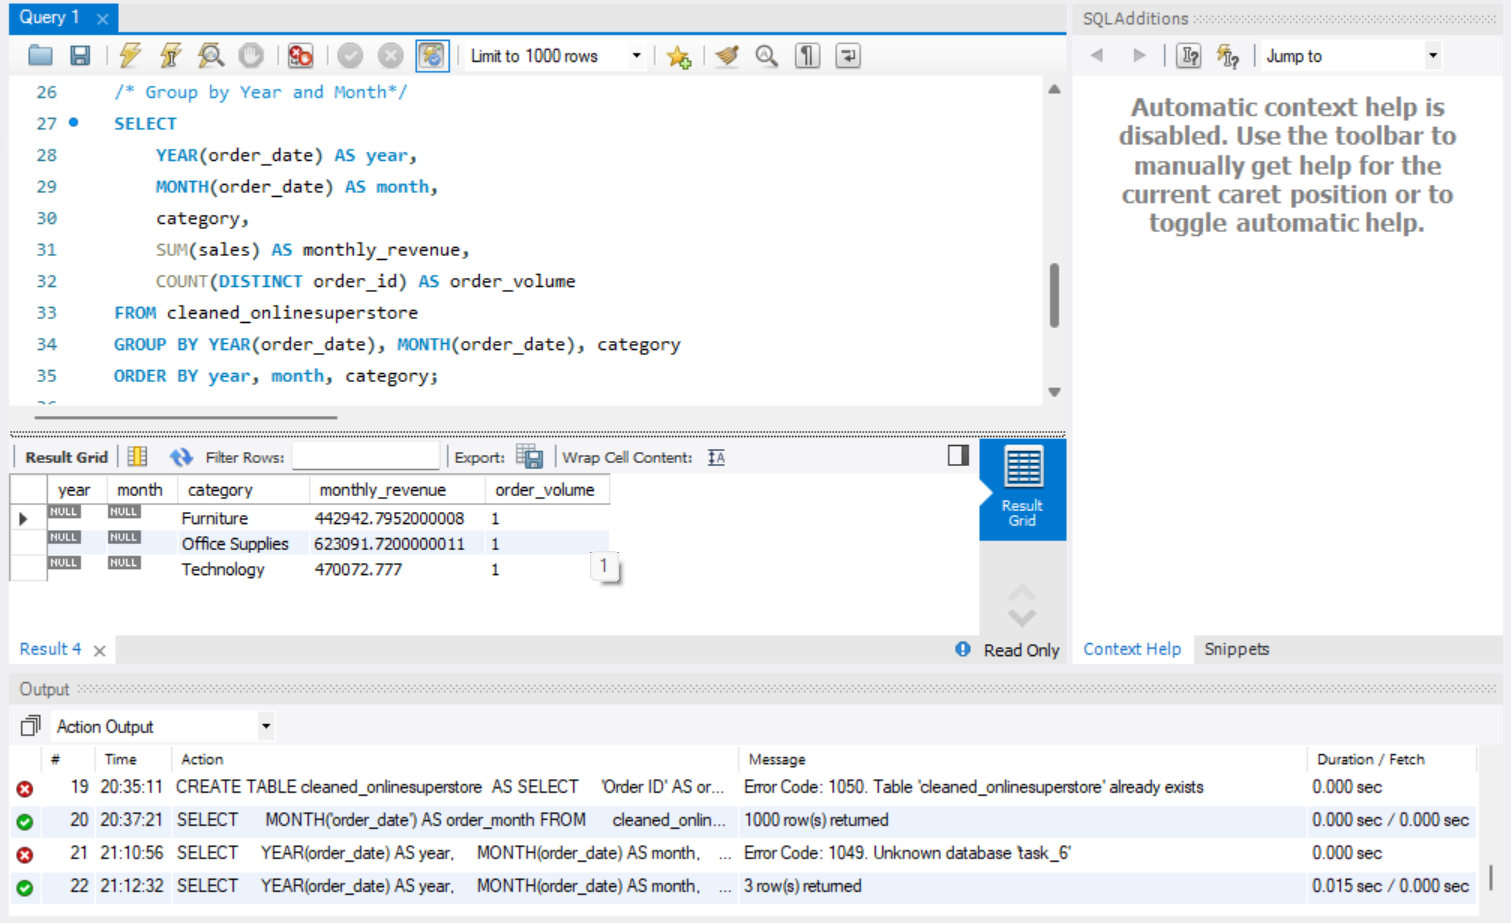 Query 1
SQLAdditions
Limit to 1000 rows
Jump to
26 /* Group by Year and Month*/
27 SELECT
28 YEAR(order_date) AS year,
29 MONTH(order_date) AS month,
30 category,
31 SUM(sales) AS monthly_revenue,
32 COUNT(DISTINCT order_id) AS order_volume
33 FROM cleaned_onlinesuperstore
34 GROUP BY YEAR(order_date), MONTH(order_date), category
35 ORDER BY year, month, category;
Automatic context help is
disabled. Use the toolbar to
manually get help for the
current caret position or to
toggle automatic help.
Result Grid Filter Rows: Export: Wrap Cell Content:
year month category monthly_revenue order_volume
NULL NULL Furniture 442942.7952000008 1
NULL NULL Office Supplies 623091.7200000011 1
NULL NULL Technology 470072.777 1
1
Result
Grid
Result 4
Read Only
Context Help Snippets
Output
Action Output
# Time Action Message Duration / Fetch
19 20:35:11 CREATE TABLE cleaned_onlinesuperstore AS SELECT 'Order ID' AS or... Error Code: 1050. Table 'cleaned_onlinesuperstore' already exists 0.000 sec
20 20:37:21 SELECT MONTH('order_date') AS order_month FROM cleaned_onlin... 1000 row(s) returned 0.000 sec / 0.000 sec
21 21:10:56 SELECT YEAR(order_date) AS year, MONTH(order_date) AS month, ... Error Code: 1049. Unknown database 'task_6' 0.000 sec
22 21:12:32 SELECT YEAR(order_date) AS year, MONTH(order_date) AS month, ... 3 row(s) returned 0.015 sec / 0.000 sec